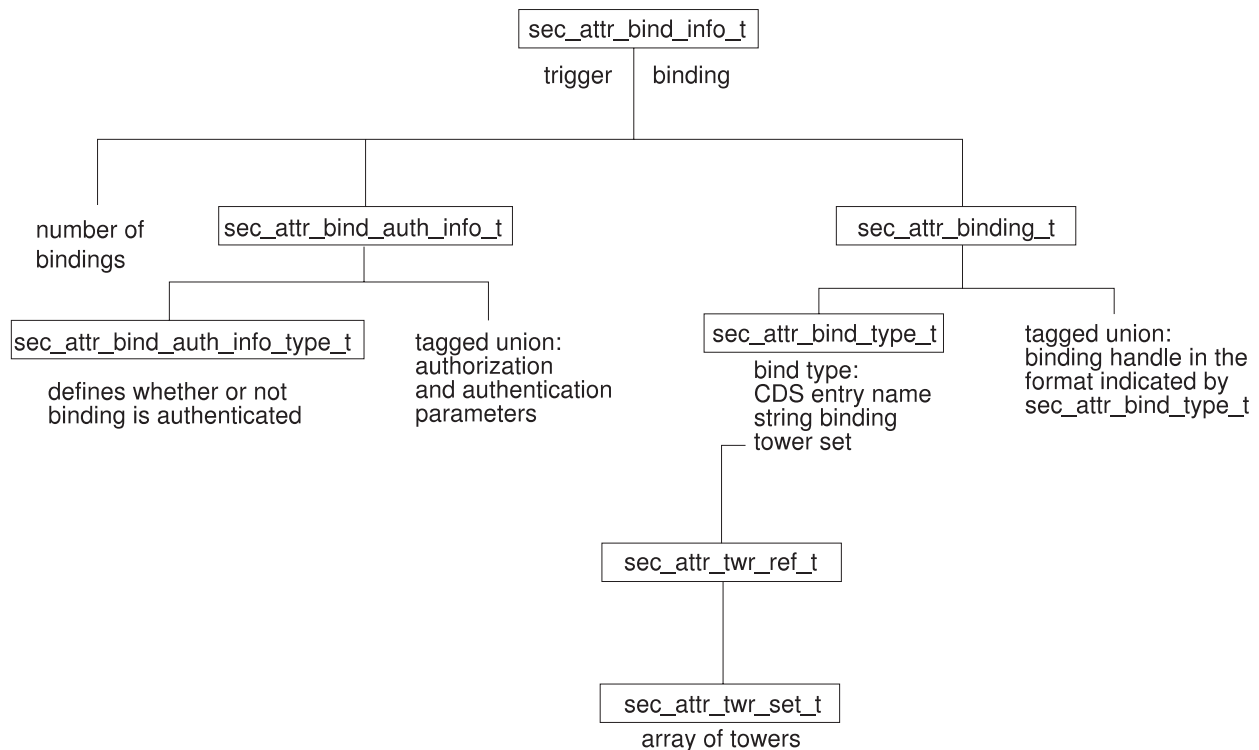 sec_attr_bind_info_t
trigger binding
number of
bindings
sec_attr_bind_auth_info_t
sec_attr_binding_t
sec_attr_bind_auth_info_type_t
defines whether or not
binding is authenticated
tagged union:
authorization
and authentication
parameters
sec_attr_bind_type_t
bind type:
CDS entry name
string binding
tower set
tagged union:
binding handle in the
format indicated by
sec_attr_bind_type_t
sec_attr_twr_ref_t
sec_attr_twr_set_t
array of towers